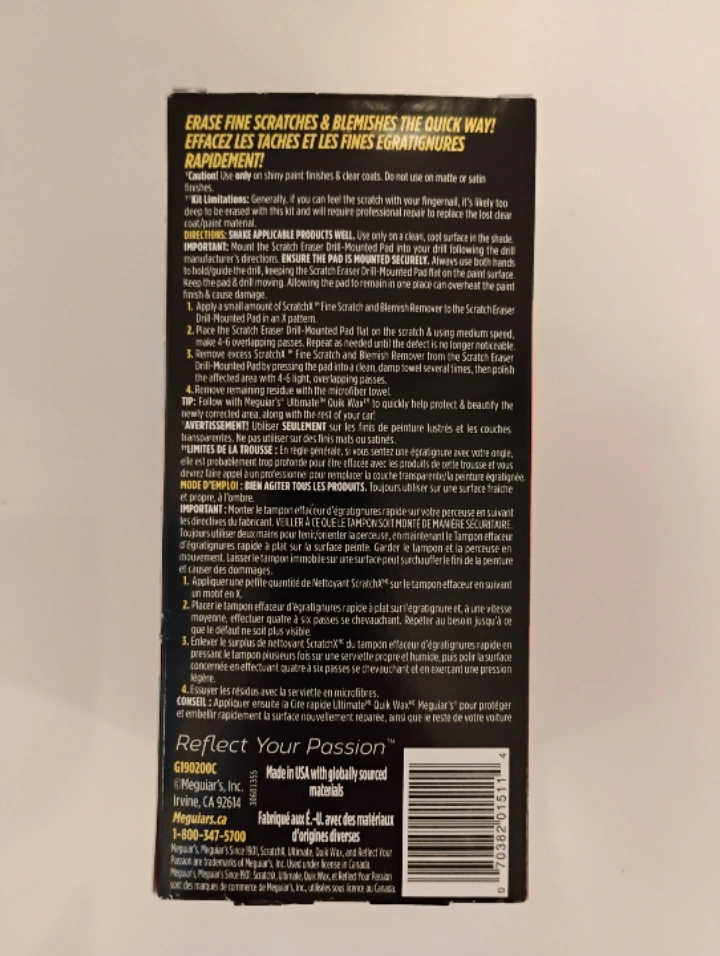 ERASE FINE SCRATCHES & BLEMISHES THE QUICK WAY!
EFFACEZ LES TACHES ET LES FINES EGRATIGNURES
RAPIDEMENT!
*Caution! Use only on shiny paint finishes & clear coats. Do not use on matte or satin
finishes.
**Kit Limitations: Generally, if you can feel the scratch with your fingernail, it's likely too
deep to be erased with this kit and will require professional repair to replace the lost clear
coat/paint material.
DIRECTIONS: SHAKE APPLICABLE PRODUCTS WELL. Use only on a clean, cool surface in the shade.
IMPORTANT: Mount the Scratch Eraser Drill-Mounted Pad into your drill following the drill
manufacturer's directions. ENSURE THE PAD IS MOUNTED SECURELY. Always use both hands
to hold/guide the drill, keeping the Scratch Eraser Drill-Mounted Pad flat on the paint surface.
Keep the pad & drill moving. Allowing the pad to remain in one place can overheat the paint
finish & cause damage.
1. Apply a small amount of ScratchX™ Fine Scratch and Blemish Remover to the Scratch Eraser
Drill-Mounted Pad in an X pattern.
2. Place the Scratch Eraser Drill-Mounted Pad flat on the scratch & using medium speed,
make 4-6 overlapping passes. Repeat as needed until the defect is no longer noticeable.
3. Remove excess ScratchX™ Fine Scratch and Blemish Remover from the Scratch Eraser
Drill-Mounted Pad by pressing the pad into a clean, damp towel several times, then polish
the affected area with 4-6 light, overlapping passes.
4. Remove remaining residue with the microfiber towel.
TIP: Follow with Meguiar's® Ultimate™ Quik Wax™ to quickly help protect & beautify the
newly corrected area, along with the rest of your car!
*AVERTISSEMENT! Utiliser SEULEMENT sur les finis de peinture lustrés et les couches
transparentes. Ne pas utiliser sur des finis mats ou satinés.
**LIMITES DE LA TROUSSE : En règle générale, si vous sentez une égratignure avec votre ongle,
elle est probablement trop profonde pour être effacée avec les produits de cette trousse et vous
devrez faire appel à un professionnel pour remplacer la couche transparente/la peinture égratignée.
MODE D'EMPLOI : BIEN AGITER TOUS LES PRODUITS. Toujours utiliser sur une surface fraîche
et propre, à l'ombre.
IMPORTANT : Monter le tampon effaceur d'égratignures rapide sur votre perceuse en suivant
les directives du fabricant. VEILLER À CE QUE LE TAMPON SOIT MONTÉ DE MANIÈRE SÉCURITAIRE.
Toujours utiliser deux mains pour tenir/orienter la perceuse, en maintenant le Tampon effaceur
d'égratignures rapide à plat sur la surface peinte. Garder le tampon et la perceuse en
mouvement. Laisser le tampon immobile sur une surface peut surchauffer le fini de la peinture
et causer des dommages.
1. Appliquer une petite quantité de Nettoyant ScratchX™ sur le tampon effaceur en suivant
un motif en X.
2. Placer le tampon effaceur d'égratignures rapide à plat sur l'égratignure et, à une vitesse
moyenne, effectuer quatre à six passes se chevauchant. Répéter au besoin jusqu'à ce
que le défaut ne soit plus visible.
3. Enlever le surplus de nettoyant ScratchX™ du tampon effaceur d'égratignures rapide en
pressant le tampon plusieurs fois sur une serviette propre et humide, puis polir la surface
concernée en effectuant quatre à six passes se chevauchant et en exerçant une pression
légère.
4. Essuyer les résidus avec la serviette en microfibres.
CONSEIL : Appliquer ensuite la Cire rapide Ultimate™ Quik Wax™ Meguiar's® pour protéger
et embellir rapidement la surface nouvellement réparée, ainsi que le reste de votre voiture
Reflect Your Passion™
G190200C
©Meguiar's, Inc.
Irvine, CA 92614
Meguiars.ca
1-800-347-5700
30601355
Made in USA with globally sourced
materials
Fabriqué aux É.-U. avec des matériaux
d'origines diverses
Meguiar's, Meguiar's Since 1901, ScratchX, Ultimate, Quik Wax, and Reflect Your
Passion are trademarks of Meguiar's, Inc. Used under license in Canada.
Meguiar's, Meguiar's Since 1901, ScratchX, Ultimate, Quik Wax, et Reflect Your Passion
sont des marques de commerce de Meguiar's, Inc., utilisées sous licence au Canada.
0 70382 01511 4